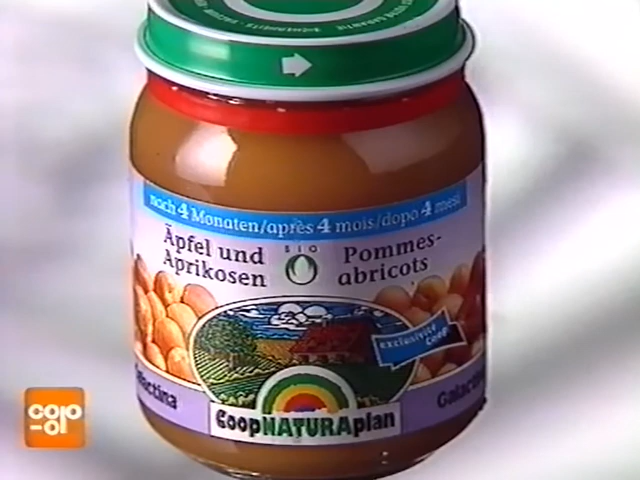 nach 4 Monaten/après 4 mois/dopo 4 mesi
Äpfel und
Aprikosen
BIO
Pommes-
abricots
exclusivité
coop
Galactina
CoopNATURAplan
coop